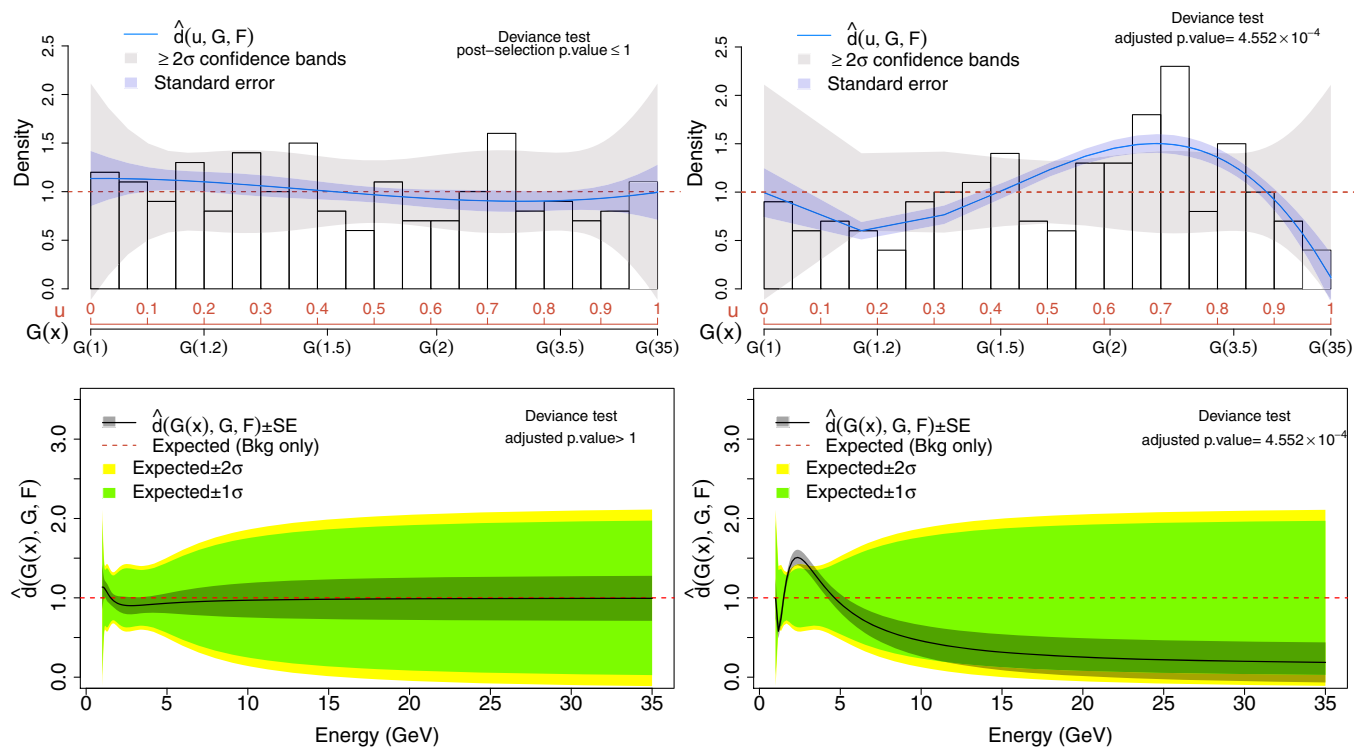 d̂(u, G, F)
≥ 2σ confidence bands
Standard error
Deviance test
post−selection p.value ≤ 1
Density
0.0 0.5 1.0 1.5 2.0 2.5
u
0 0.1 0.2 0.3 0.4 0.5 0.6 0.7 0.8 0.9 1
G(x)
G(1) G(1.2) G(1.5) G(2) G(3.5) G(35)
d̂(u, G, F)
≥ 2σ confidence bands
Standard error
Deviance test
adjusted p.value= 4.552×10⁻⁴
Density
0.0 0.5 1.0 1.5 2.0 2.5
u
0 0.1 0.2 0.3 0.4 0.5 0.6 0.7 0.8 0.9 1
G(x)
G(1) G(1.2) G(1.5) G(2) G(3.5) G(35)
d̂(G(x), G, F)±SE
Expected (Bkg only)
Expected±2σ
Expected±1σ
Deviance test
adjusted p.value> 1
d̂(G(x), G, F)
0.0 1.0 2.0 3.0
0 5 10 15 20 25 30 35
Energy (GeV)
d̂(G(x), G, F)±SE
Expected (Bkg only)
Expected±2σ
Expected±1σ
Deviance test
adjusted p.value= 4.552×10⁻⁴
d̂(G(x), G, F)
0.0 1.0 2.0 3.0
0 5 10 15 20 25 30 35
Energy (GeV)